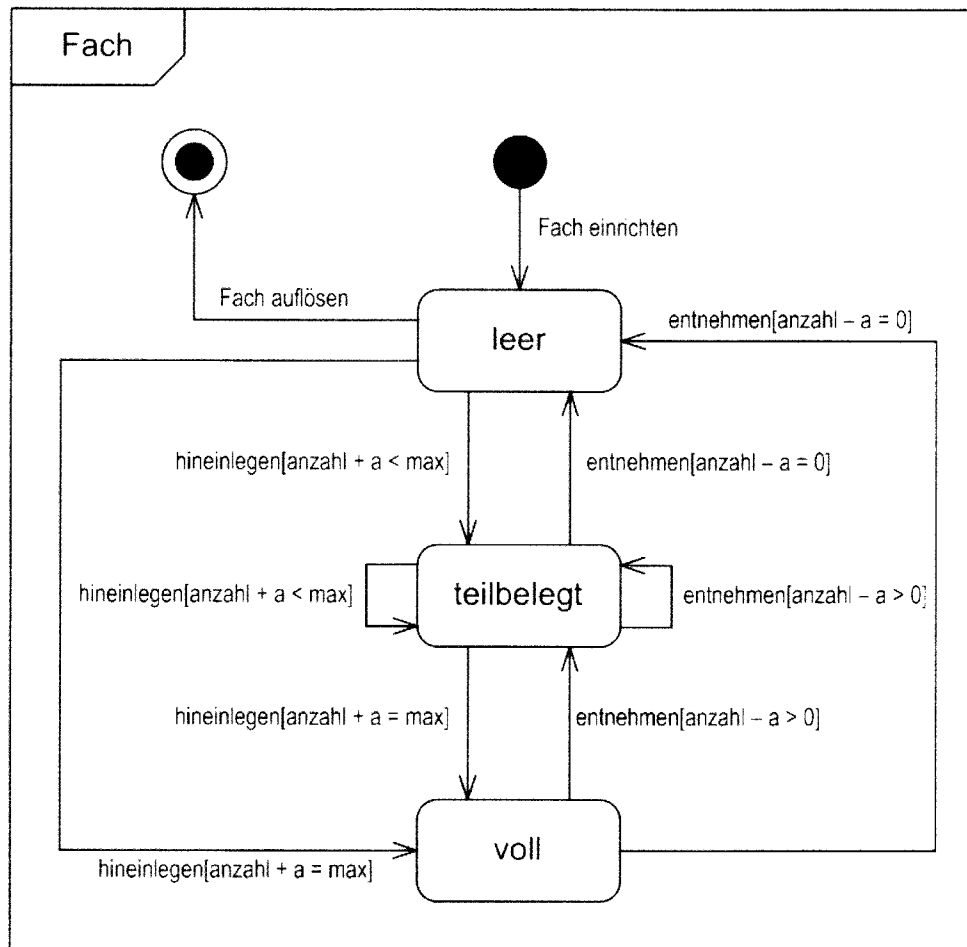 Fach
Fach einrichten
Fach auflösen
entnehmen[anzahl – a = 0]
leer
hineinlegen[anzahl + a < max]
entnehmen[anzahl – a = 0]
hineinlegen[anzahl + a < max]
teilbelegt
entnehmen[anzahl – a > 0]
hineinlegen[anzahl + a = max]
entnehmen[anzahl – a > 0]
voll
hineinlegen[anzahl + a = max]